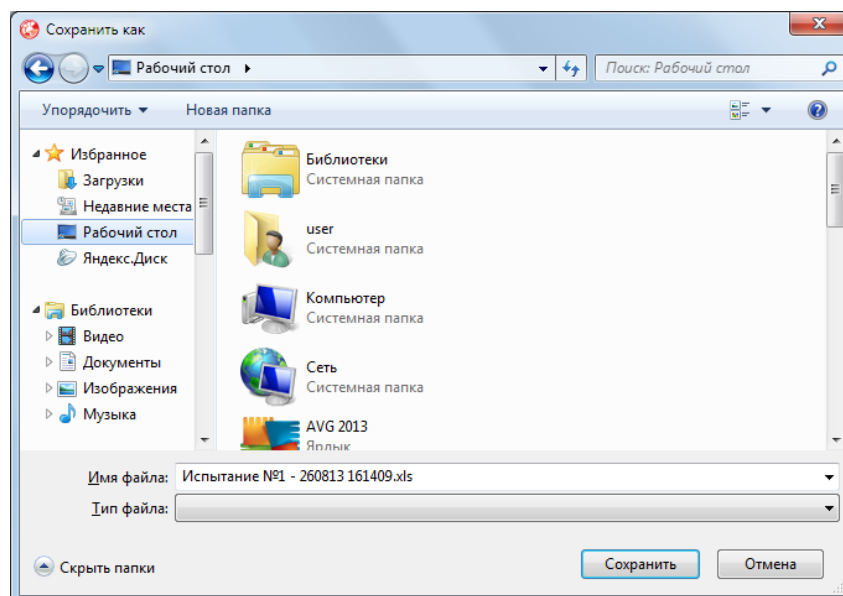 Сохранить как
Рабочий стол
Поиск: Рабочий стол
Упорядочить
Новая папка
Избранное
Загрузки
Недавние места
Рабочий стол
Яндекс.Диск
Библиотеки
Видео
Документы
Изображения
Музыка
Библиотеки
Системная папка
user
Системная папка
Компьютер
Системная папка
Сеть
Системная папка
AVG 2013
Ярлык
Имя файла: Испытание №1 - 260813 161409.xls
Тип файла:
Скрыть папки
Сохранить
Отмена